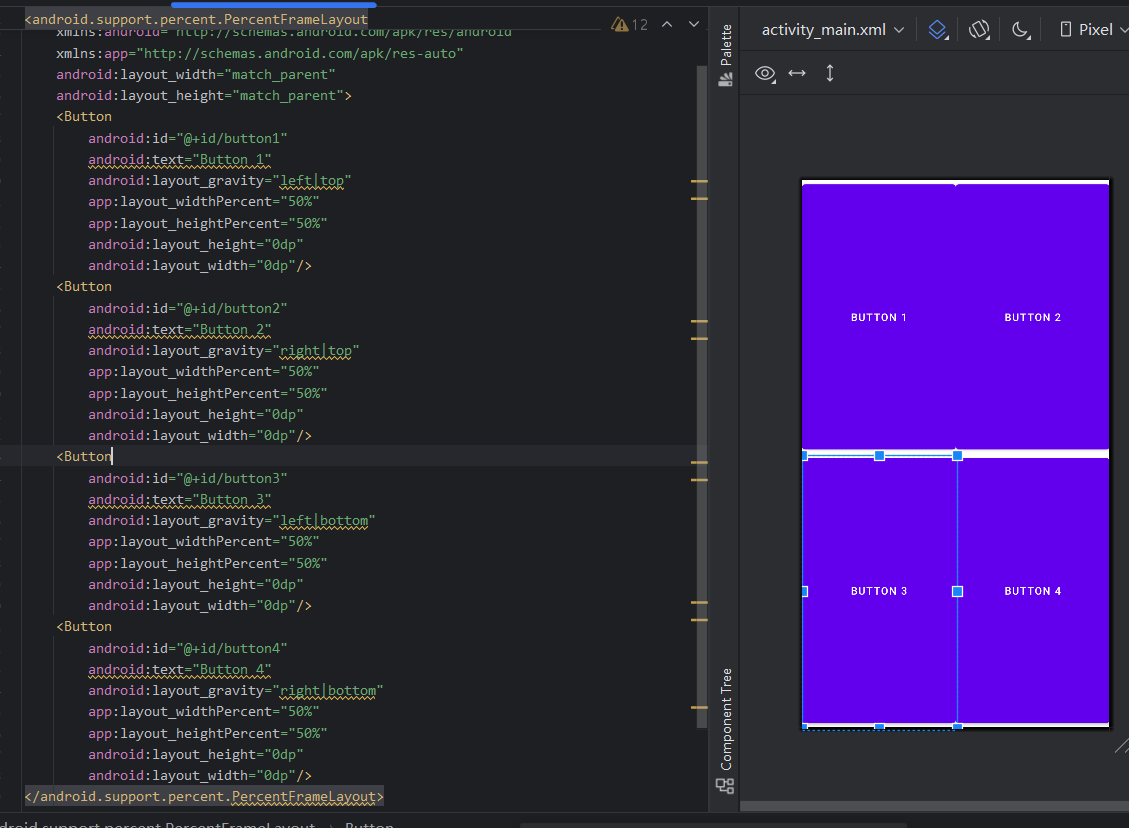 <android.support.percent.PercentFrameLayout
xmlns:android="http://schemas.android.com/apk/res/android"
xmlns:app="http://schemas.android.com/apk/res-auto"
android:layout_width="match_parent"
android:layout_height="match_parent">
<Button
android:id="@+id/button1"
android:text="Button 1"
android:layout_gravity="left|top"
app:layout_widthPercent="50%"
app:layout_heightPercent="50%"
android:layout_height="0dp"
android:layout_width="0dp"/>
<Button
android:id="@+id/button2"
android:text="Button 2"
android:layout_gravity="right|top"
app:layout_widthPercent="50%"
app:layout_heightPercent="50%"
android:layout_height="0dp"
android:layout_width="0dp"/>
<Button
android:id="@+id/button3"
android:text="Button 3"
android:layout_gravity="left|bottom"
app:layout_widthPercent="50%"
app:layout_heightPercent="50%"
android:layout_height="0dp"
android:layout_width="0dp"/>
<Button
android:id="@+id/button4"
android:text="Button 4"
android:layout_gravity="right|bottom"
app:layout_widthPercent="50%"
app:layout_heightPercent="50%"
android:layout_height="0dp"
android:layout_width="0dp"/>
</android.support.percent.PercentFrameLayout>
12
Palette
Component Tree
activity_main.xml
Pixel
BUTTON 1
BUTTON 2
BUTTON 3
BUTTON 4
droid.support.percent.PercentFrameLayout
Button